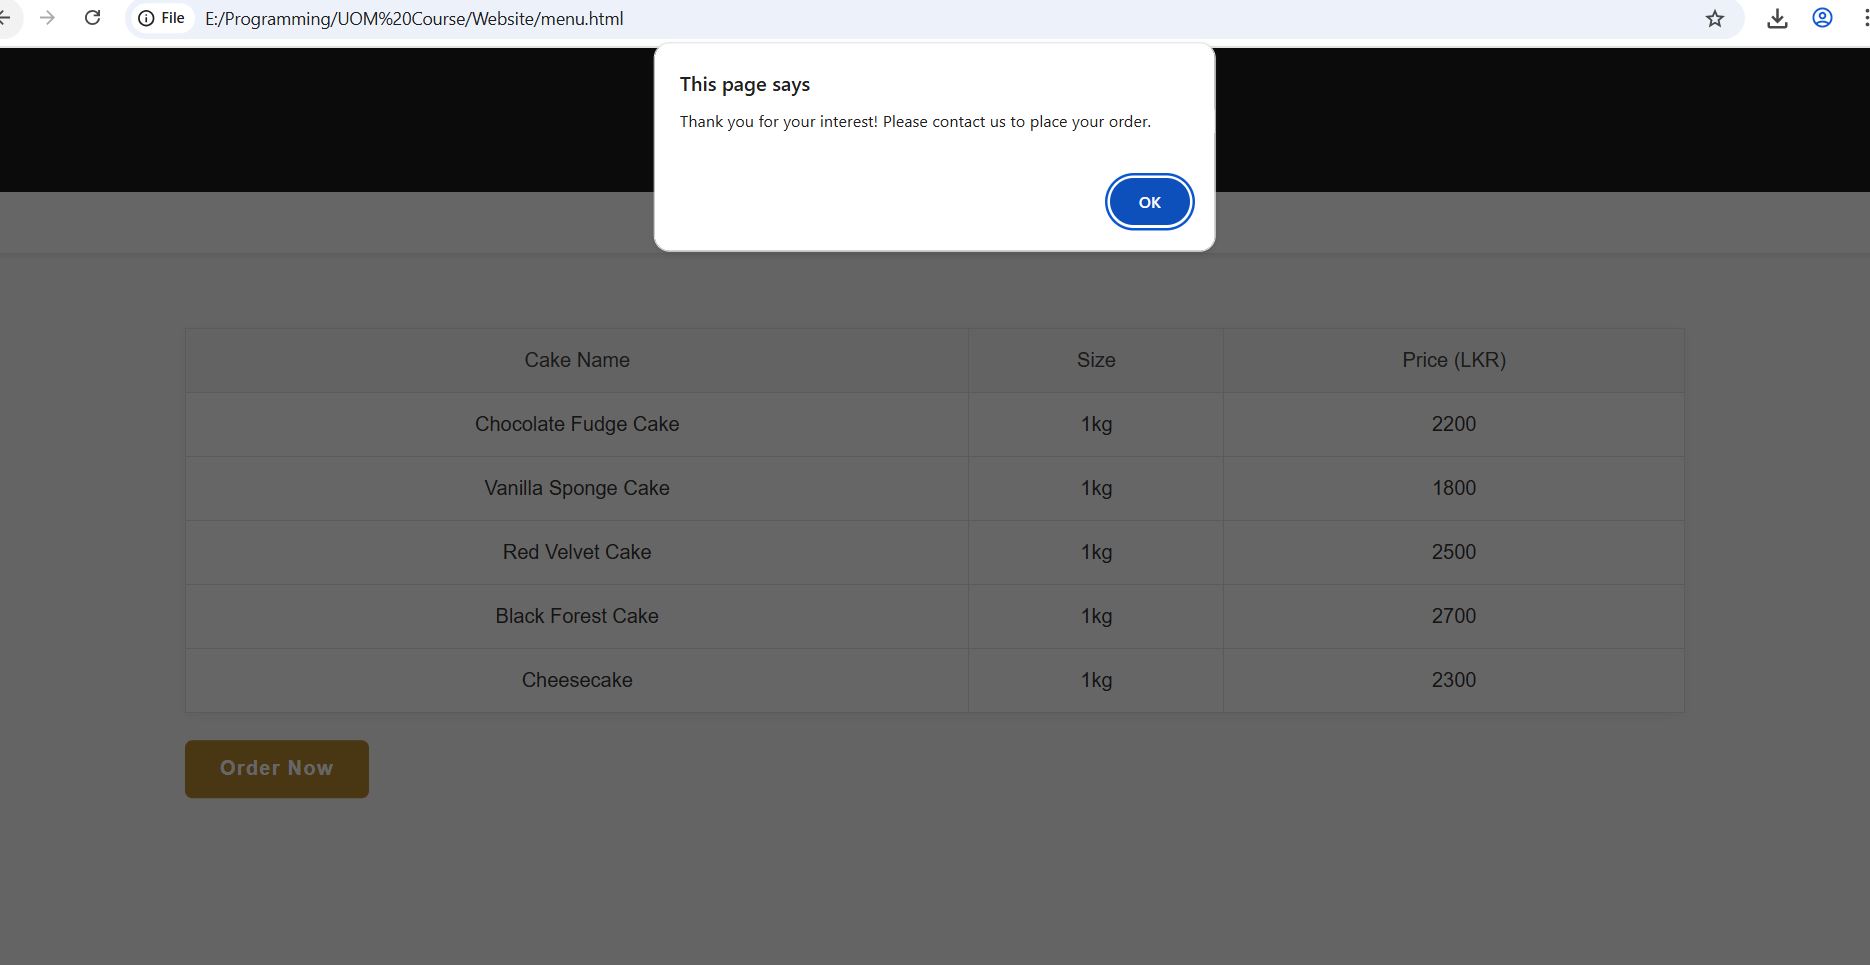 File E:/Programming/UOM%20Course/Website/menu.html
This page says
Thank you for your interest! Please contact us to place your order.
OK
Cake Name Size Price (LKR)
Chocolate Fudge Cake 1kg 2200
Vanilla Sponge Cake 1kg 1800
Red Velvet Cake 1kg 2500
Black Forest Cake 1kg 2700
Cheesecake 1kg 2300
Order Now